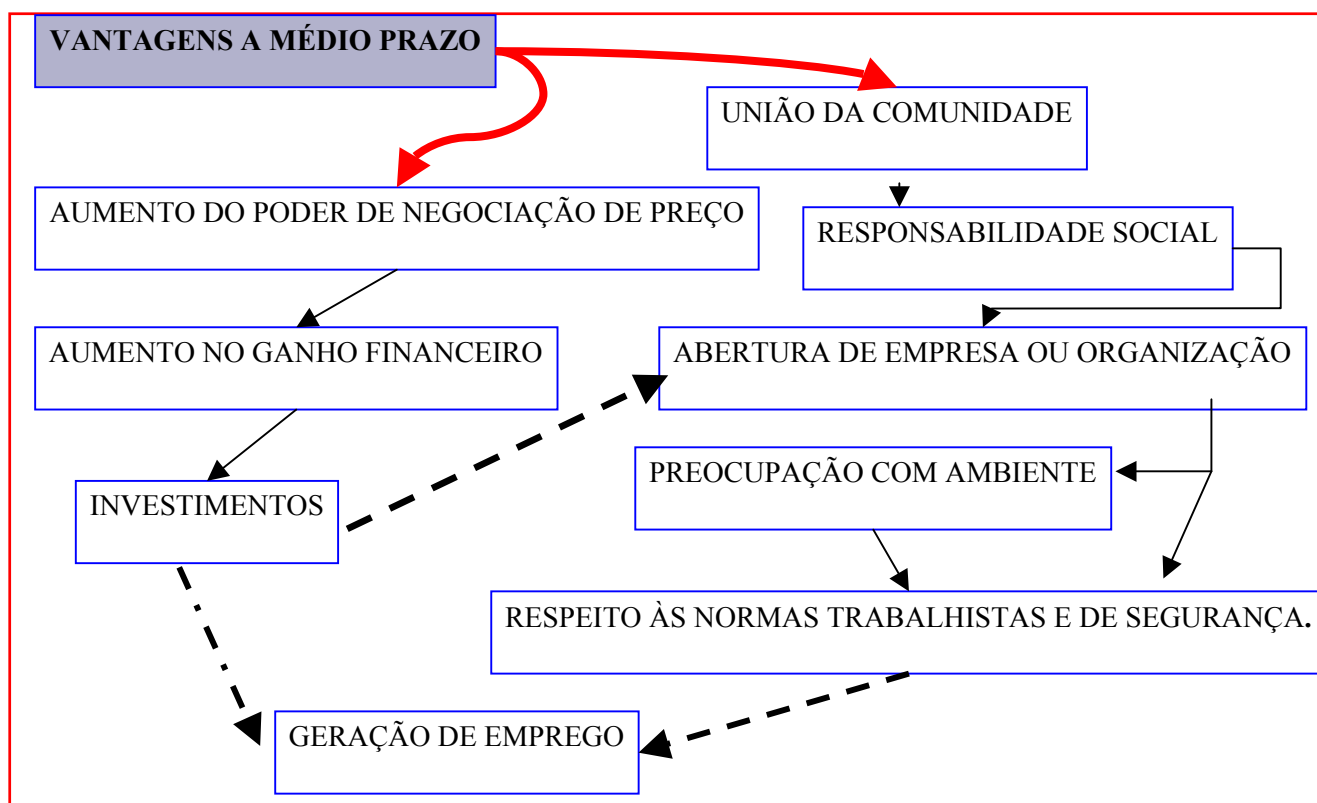 VANTAGENS A MÉDIO PRAZO
UNIÃO DA COMUNIDADE
AUMENTO DO PODER DE NEGOCIAÇÃO DE PREÇO
RESPONSABILIDADE SOCIAL
AUMENTO NO GANHO FINANCEIRO
ABERTURA DE EMPRESA OU ORGANIZAÇÃO
PREOCUPAÇÃO COM AMBIENTE
INVESTIMENTOS
RESPEITO ÀS NORMAS TRABALHISTAS E DE SEGURANÇA.
GERAÇÃO DE EMPREGO